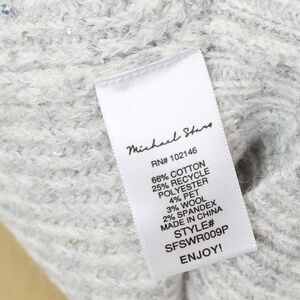 Michael Stars
RN# 102146
66% COTTON
25% RECYCLE
POLYESTER
4% PET
3% WOOL
2% SPANDEX
MADE IN CHINA
STYLE#
SFSWR009P
ENJOY!